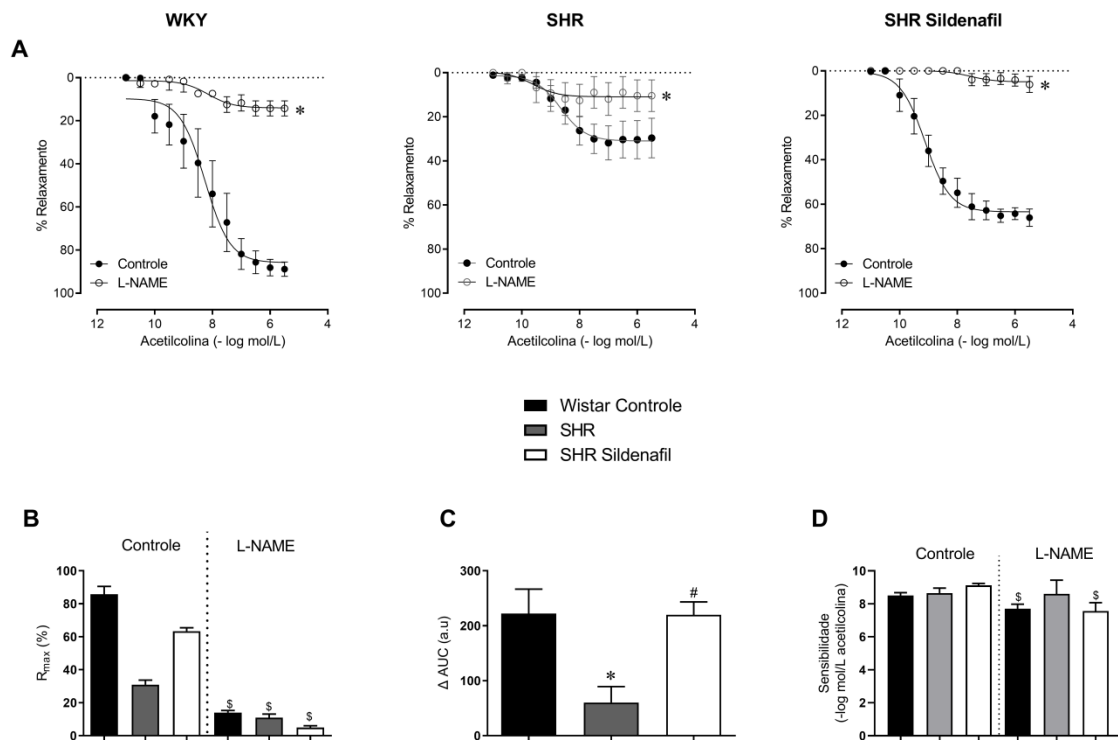 WKY
SHR
SHR Sildenafil
A
0
20
40
60
80
100
% Relaxamento
Controle
L-NAME
*
12
10
8
6
4
Acetilcolina (- log mol/L)
0
20
40
60
80
100
% Relaxamento
Controle
L-NAME
*
12
10
8
6
4
Acetilcolina (- log mol/L)
0
20
40
60
80
100
% Relaxamento
Controle
L-NAME
*
12
10
8
6
4
Acetilcolina (- log mol/L)
Wistar Controle
SHR
SHR Sildenafil
B
Controle
L-NAME
100
80
60
40
20
0
Rmax (%)
$
$
$
C
300
200
100
0
Δ AUC (a.u)
*
#
D
Controle
L-NAME
10
8
6
4
2
0
Sensibilidade
(-log mol/L acetilcolina)
$
$